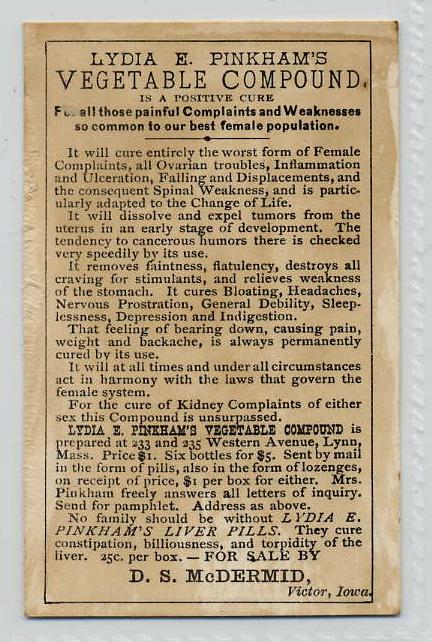 LYDIA E. PINKHAM'S
VEGETABLE COMPOUND.
IS A POSITIVE CURE
For all those painful Complaints and Weaknesses
so common to our best female population.
It will cure entirely the worst form of Female
Complaints, all Ovarian troubles, Inflammation
and Ulceration, Falling and Displacements, and
the consequent Spinal Weakness, and is partic-
ularly adapted to the Change of Life.
It will dissolve and expel tumors from the
uterus in an early stage of development. The
tendency to cancerous humors there is checked
very speedily by its use.
It removes faintness, flatulency, destroys all
craving for stimulants, and relieves weakness
of the stomach. It cures Bloating, Headaches,
Nervous Prostration, General Debility, Sleep-
lessness, Depression and Indigestion.
That feeling of bearing down, causing pain,
weight and backache, is always permanently
cured by its use.
It will at all times and under all circumstances
act in harmony with the laws that govern the
female system.
For the cure of Kidney Complaints of either
sex this Compound is unsurpassed.
LYDIA E. PINKHAM'S VEGETABLE COMPOUND is
prepared at 233 and 235 Western Avenue, Lynn,
Mass. Price $1. Six bottles for $5. Sent by mail
in the form of pills, also in the form of lozenges,
on receipt of price, $1 per box for either. Mrs.
Pinkham freely answers all letters of inquiry.
Send for pamphlet. Address as above.
No family should be without LYDIA E.
PINKHAM'S LIVER PILLS. They cure
constipation, billiousness, and torpidity of the
liver. 25c. per box. — FOR SALE BY
D. S. McDERMID,
Victor, Iowa.